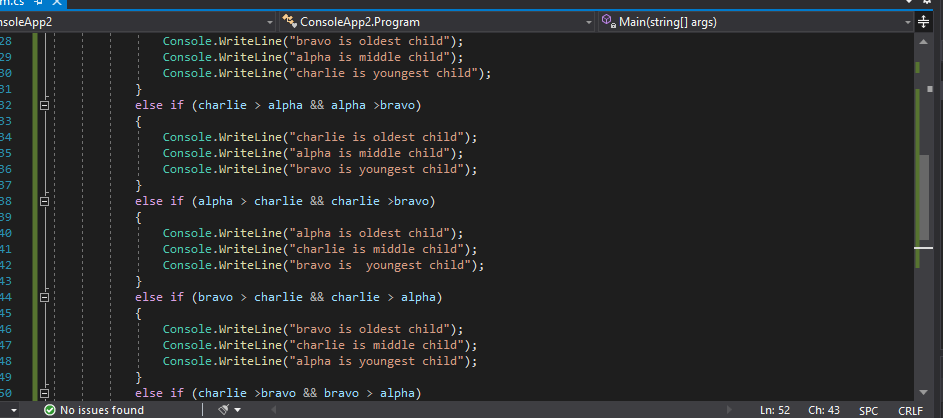 m.cs
nsoleApp2 ConsoleApp2.Program Main(string[] args)
28 Console.WriteLine("bravo is oldest child");
29 Console.WriteLine("alpha is middle child");
30 Console.WriteLine("charlie is youngest child");
31 }
32 else if (charlie > alpha && alpha >bravo)
33 {
34 Console.WriteLine("charlie is oldest child");
35 Console.WriteLine("alpha is middle child");
36 Console.WriteLine("bravo is youngest child");
37 }
38 else if (alpha > charlie && charlie >bravo)
39 {
40 Console.WriteLine("alpha is oldest child");
41 Console.WriteLine("charlie is middle child");
42 Console.WriteLine("bravo is  youngest child");
43 }
44 else if (bravo > charlie && charlie > alpha)
45 {
46 Console.WriteLine("bravo is oldest child");
47 Console.WriteLine("charlie is middle child");
48 Console.WriteLine("alpha is youngest child");
49 }
50 else if (charlie >bravo && bravo > alpha)
No issues found Ln: 52 Ch: 43 SPC CRLF